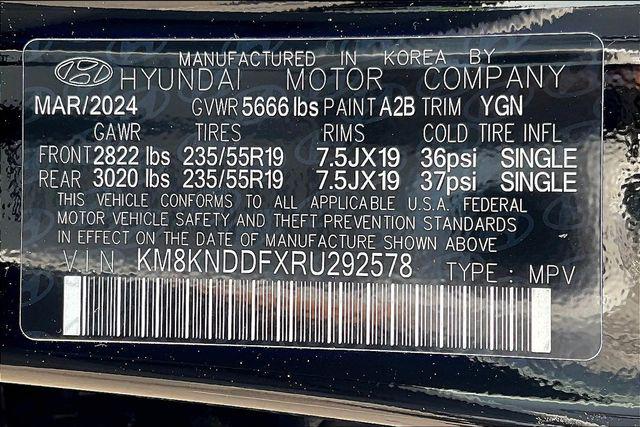 MANUFACTURED IN KOREA BY
HYUNDAI MOTOR COMPANY
MAR/2024 GVWR 5666 lbs PAINT A2B TRIM YGN
GAWR TIRES RIMS COLD TIRE INFL
FRONT 2822 lbs 235/55R19 7.5JX19 36psi SINGLE
REAR 3020 lbs 235/55R19 7.5JX19 37psi SINGLE
THIS VEHICLE CONFORMS TO ALL APPLICABLE U.S.A. FEDERAL
MOTOR VEHICLE SAFETY AND THEFT PREVENTION STANDARDS
IN EFFECT ON THE DATE OF MANUFACTURE SHOWN ABOVE
VIN KM8KNDDFXRU292578 TYPE : MPV